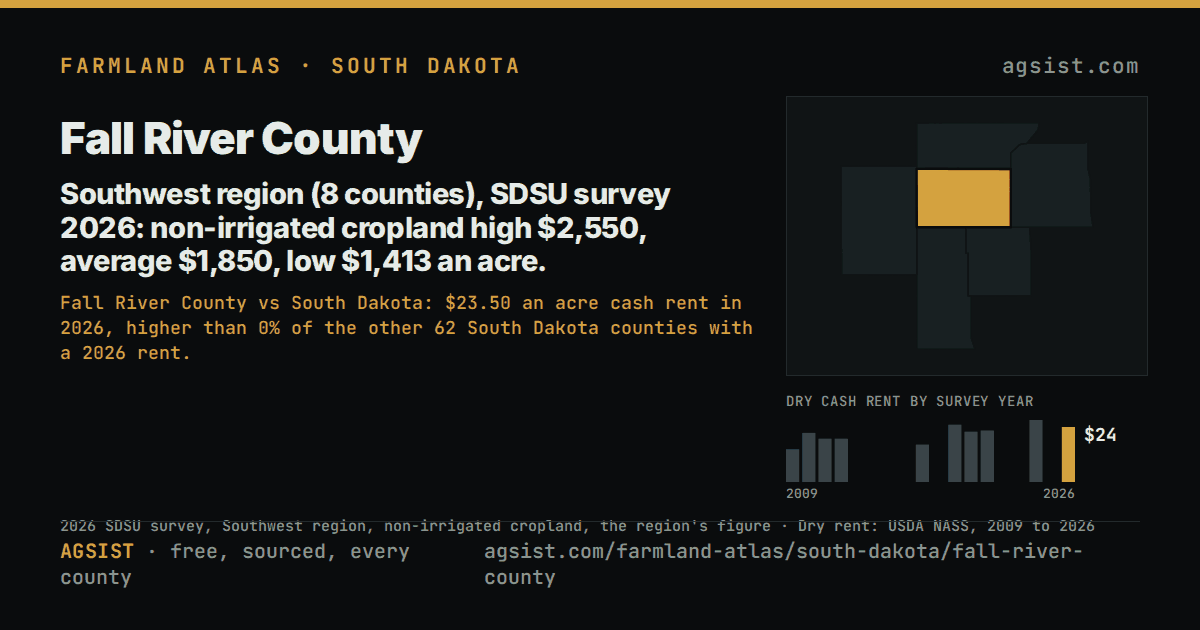 FARMLAND ATLAS · SOUTH DAKOTA
agsist.com
Fall River County
Southwest region (8 counties), SDSU survey
2026: non-irrigated cropland high $2,550,
average $1,850, low $1,413 an acre.
Fall River County vs South Dakota: $23.50 an acre cash rent in
2026, higher than 0% of the other 62 South Dakota counties with
a 2026 rent.
DRY CASH RENT BY SURVEY YEAR
$24
2009
2026
2026 SDSU survey, Southwest region, non-irrigated cropland, the region's figure · Dry rent: USDA NASS, 2009 to 2026
AGSIST · free, sourced, every
county
agsist.com/farmland-atlas/south-dakota/fall-river-
county